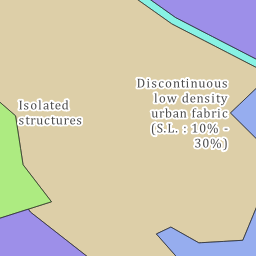 Discontinuous
low density
urban fabric
(S.L. : 10% -
30%)
Isolated
structures